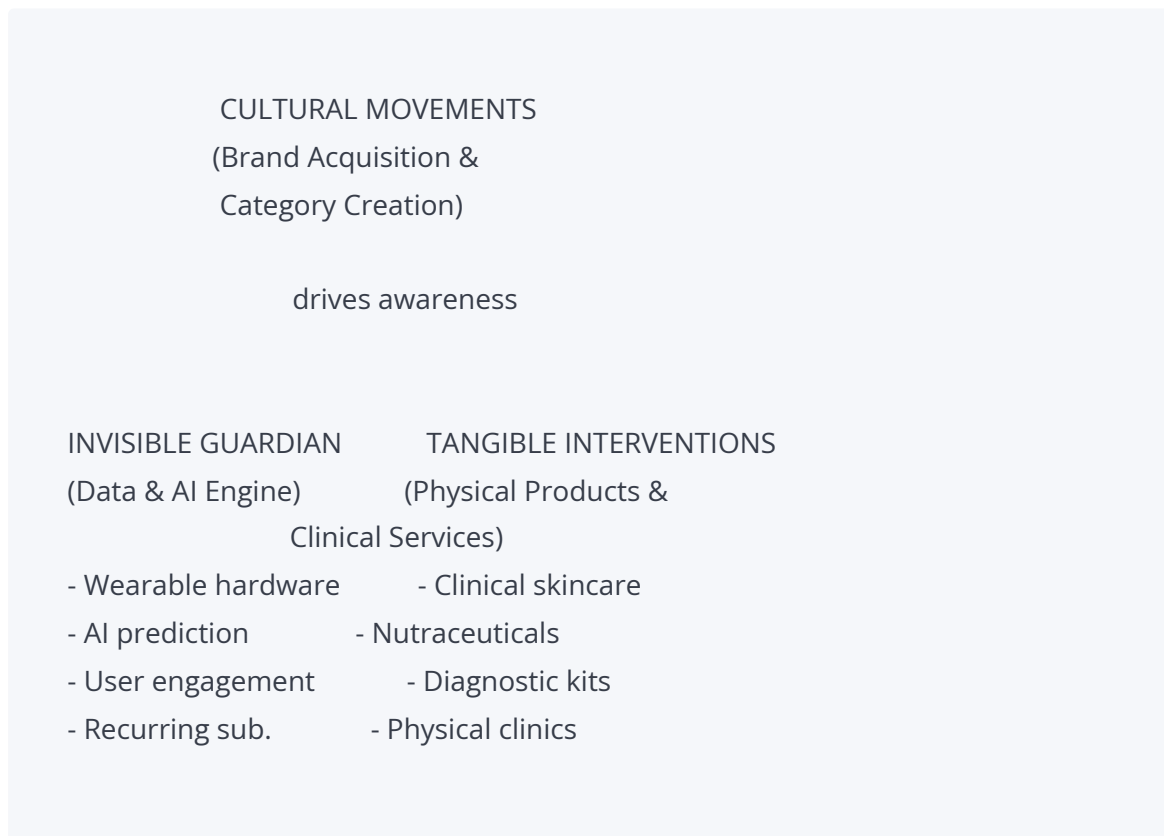 CULTURAL MOVEMENTS
(Brand Acquisition &
Category Creation)
drives awareness
INVISIBLE GUARDIAN TANGIBLE INTERVENTIONS
(Data & AI Engine) (Physical Products &
Clinical Services)
- Wearable hardware - Clinical skincare
- AI prediction - Nutraceuticals
- User engagement - Diagnostic kits
- Recurring sub. - Physical clinics